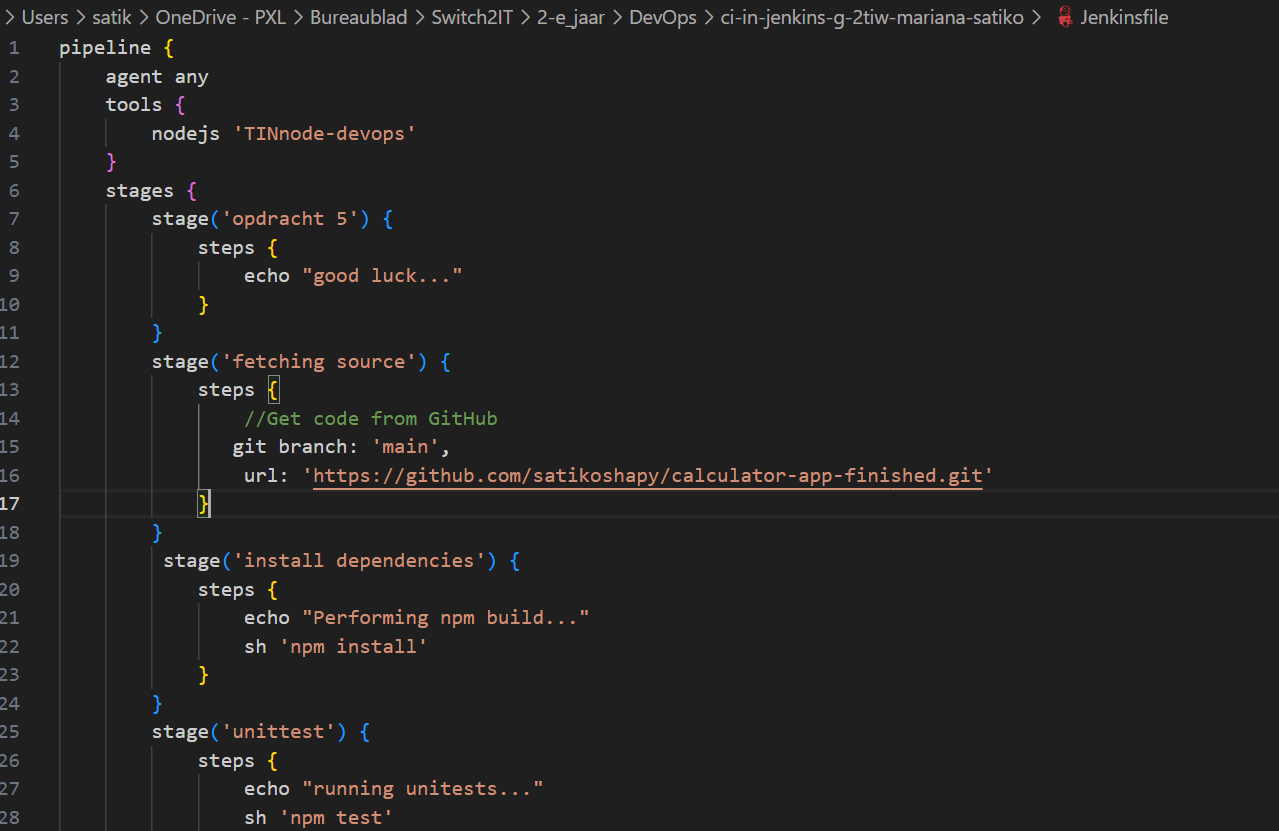 > Users > satik > OneDrive - PXL > Bureaublad > Switch2IT > 2-e_jaar > DevOps > ci-in-jenkins-g-2tiw-mariana-satiko > Jenkinsfile
1 pipeline {
2     agent any
3     tools {
4         nodejs 'TINnode-devops'
5     }
6     stages {
7         stage('opdracht 5') {
8             steps {
9                 echo "good luck..."
10             }
11         }
12         stage('fetching source') {
13             steps {
14                 //Get code from GitHub
15                git branch: 'main',
16                 url: 'https://github.com/satikoshapy/calculator-app-finished.git'
17             }
18         }
19          stage('install dependencies') {
20             steps {
21                 echo "Performing npm build..."
22                 sh 'npm install'
23             }
24         }
25         stage('unittest') {
26             steps {
27                 echo "running unitests..."
28                 sh 'npm test'